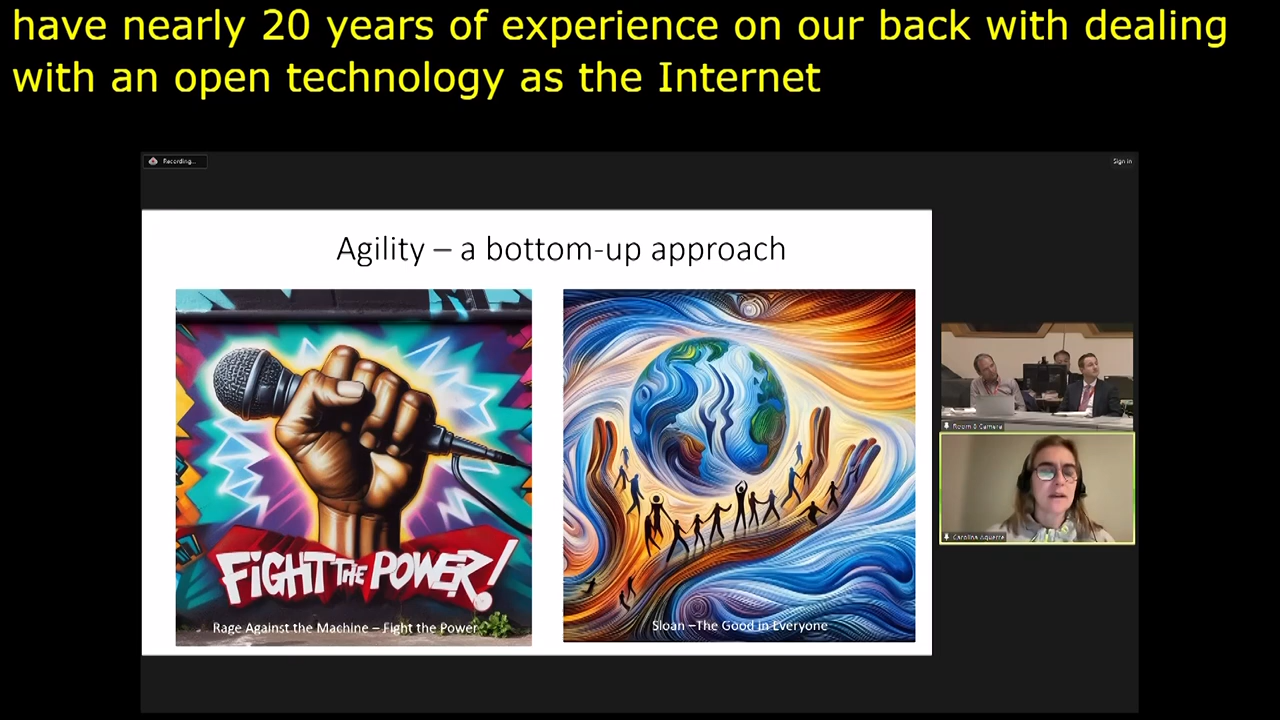 have nearly 20 years of experience on our back with dealing
with an open technology as the Internet
Recording...
Sign in
Agility – a bottom-up approach
FIGHT THE POWER!
Rage Against the Machine – Fight the Power
Sloan –The Good in Everyone
Room D Camera
Carolina Aguerre